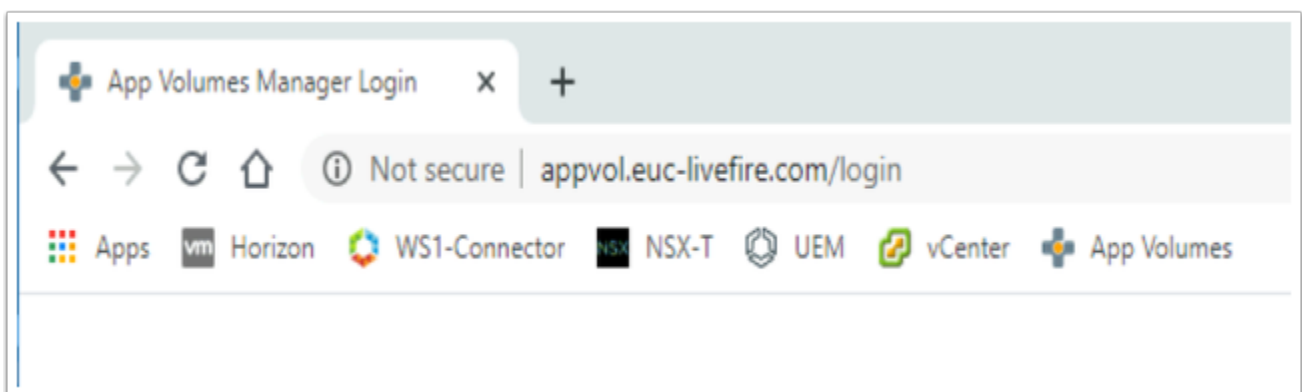 App Volumes Manager Login
Not secure | appvol.euc-livefire.com/login
Apps vm Horizon WS1-Connector NSX NSX-T UEM vCenter App Volumes